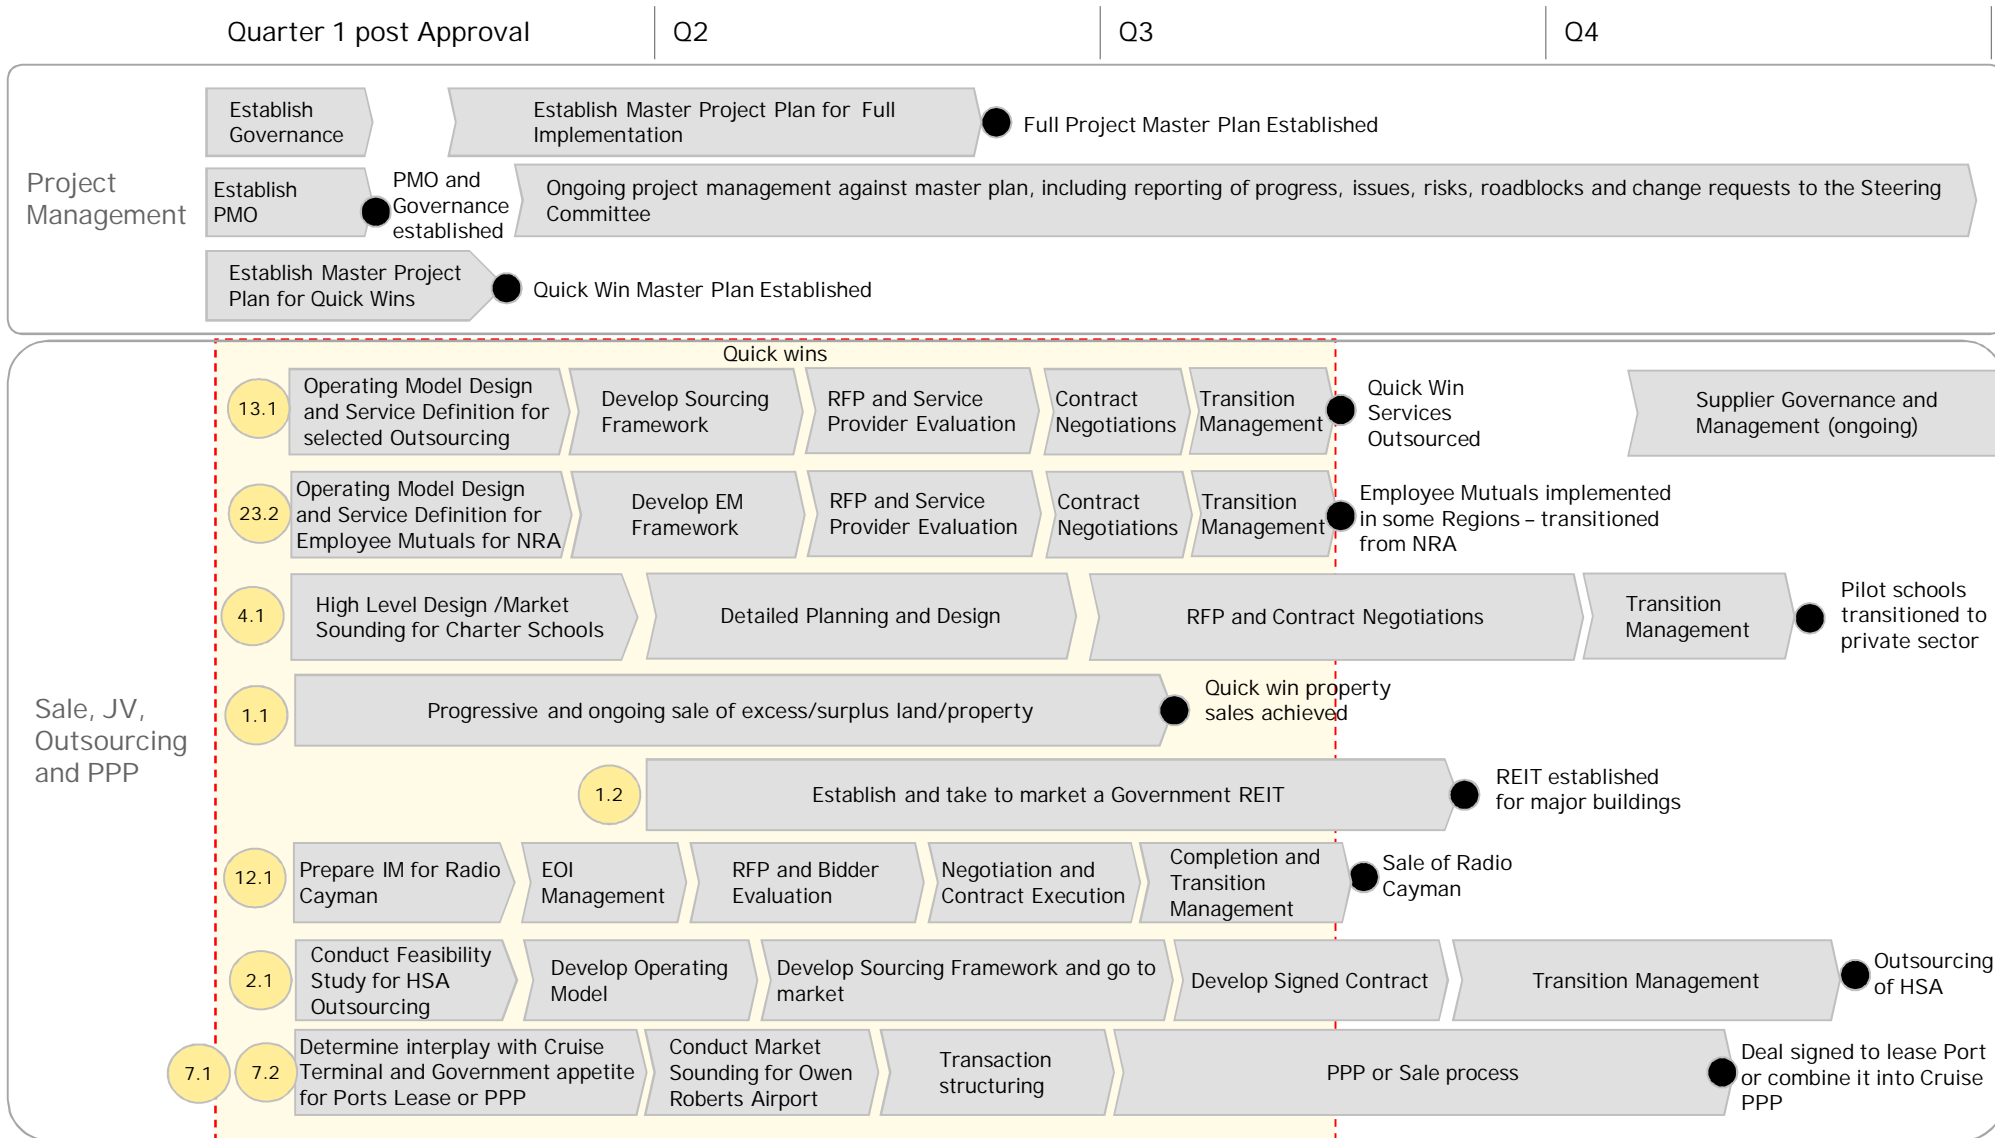 Quarter 1 post Approval
Q2
Q3
Q4
Project
Management
Establish
Governance
Establish Master Project Plan for Full
Implementation
Full Project Master Plan Established
Establish
PMO
PMO and
Governance
established
Ongoing project management against master plan, including reporting of progress, issues, risks, roadblocks and change requests to the Steering
Committee
Establish Master Project
Plan for Quick Wins
Quick Win Master Plan Established
Sale, JV,
Outsourcing
and PPP
Quick wins
13.1
Operating Model Design
and Service Definition for
selected Outsourcing
Develop Sourcing
Framework
RFP and Service
Provider Evaluation
Contract
Negotiations
Transition
Management
Quick Win
Services
Outsourced
Supplier Governance and
Management (ongoing)
23.2
Operating Model Design
and Service Definition for
Employee Mutuals for NRA
Develop EM
Framework
RFP and Service
Provider Evaluation
Contract
Negotiations
Transition
Management
Employee Mutuals implemented
in some Regions – transitioned
from NRA
4.1
High Level Design /Market
Sounding for Charter Schools
Detailed Planning and Design
RFP and Contract Negotiations
Transition
Management
Pilot schools
transitioned to
private sector
1.1
Progressive and ongoing sale of excess/surplus land/property
Quick win property
sales achieved
1.2
Establish and take to market a Government REIT
REIT established
for major buildings
12.1
Prepare IM for Radio
Cayman
EOI
Management
RFP and Bidder
Evaluation
Negotiation and
Contract Execution
Completion and
Transition
Management
Sale of Radio
Cayman
2.1
Conduct Feasibility
Study for HSA
Outsourcing
Develop Operating
Model
Develop Sourcing Framework and go to
market
Develop Signed Contract
Transition Management
Outsourcing
of HSA
7.1
7.2
Determine interplay with Cruise
Terminal and Government appetite
for Ports Lease or PPP
Conduct Market
Sounding for Owen
Roberts Airport
Transaction
structuring
PPP or Sale process
Deal signed to lease Port
or combine it into Cruise
PPP